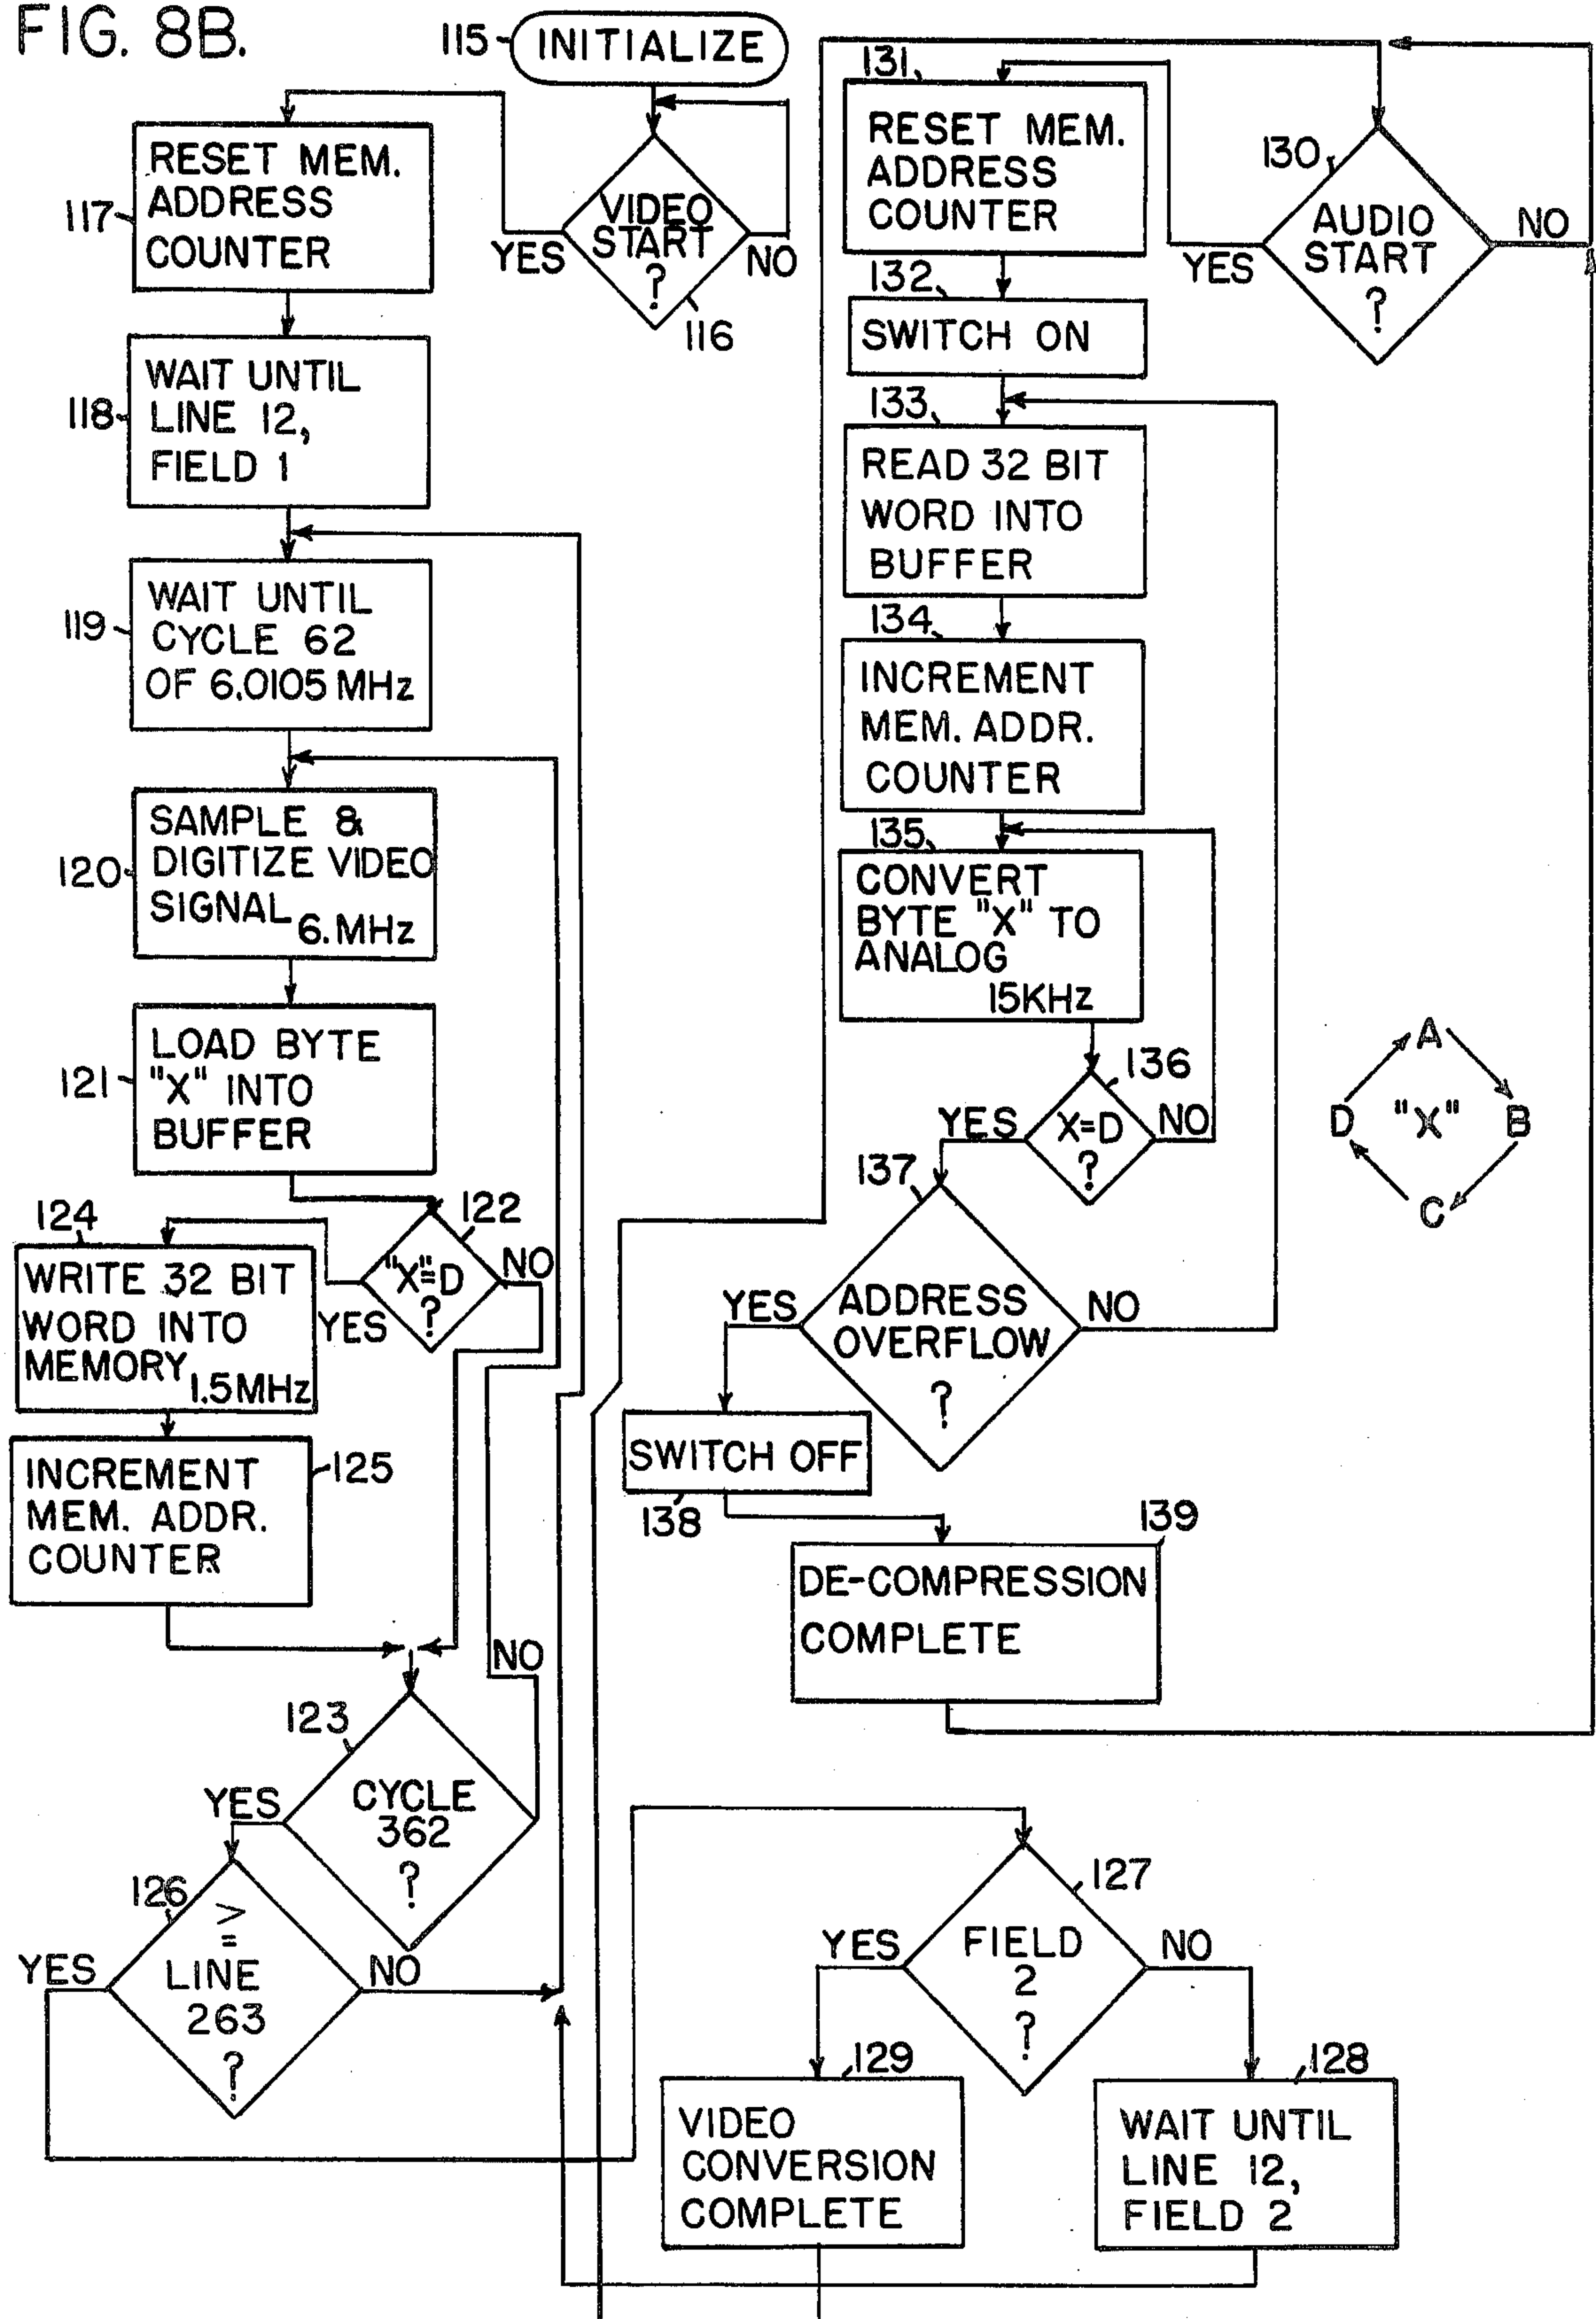 FIG. 8B.
115
INITIALIZE
VIDEO
START
?
YES
NO
116
117
RESET MEM.
ADDRESS
COUNTER
118
WAIT UNTIL
LINE 12,
FIELD 1
119
WAIT UNTIL
CYCLE 62
OF 6.0105 MHz
120
SAMPLE &
DIGITIZE VIDEO
SIGNAL 6.MHz
121
LOAD BYTE
"X" INTO
BUFFER
122
"X"=D
?
YES
NO
124
WRITE 32 BIT
WORD INTO
MEMORY 1.5MHz
125
INCREMENT
MEM. ADDR.
COUNTER
123
CYCLE
362
?
YES
NO
126
>
=
LINE
263
?
YES
NO
127
FIELD
2
?
YES
NO
129
VIDEO
CONVERSION
COMPLETE
128
WAIT UNTIL
LINE 12,
FIELD 2
130
AUDIO
START
?
YES
NO
131
RESET MEM.
ADDRESS
COUNTER
132
SWITCH ON
133
READ 32 BIT
WORD INTO
BUFFER
134
INCREMENT
MEM. ADDR.
COUNTER
135
CONVERT
BYTE "X" TO
ANALOG
15KHz
136
X=D
?
YES
NO
137
ADDRESS
OVERFLOW
?
YES
NO
SWITCH OFF
138
139
DE-COMPRESSION
COMPLETE
A
D "X" B
C